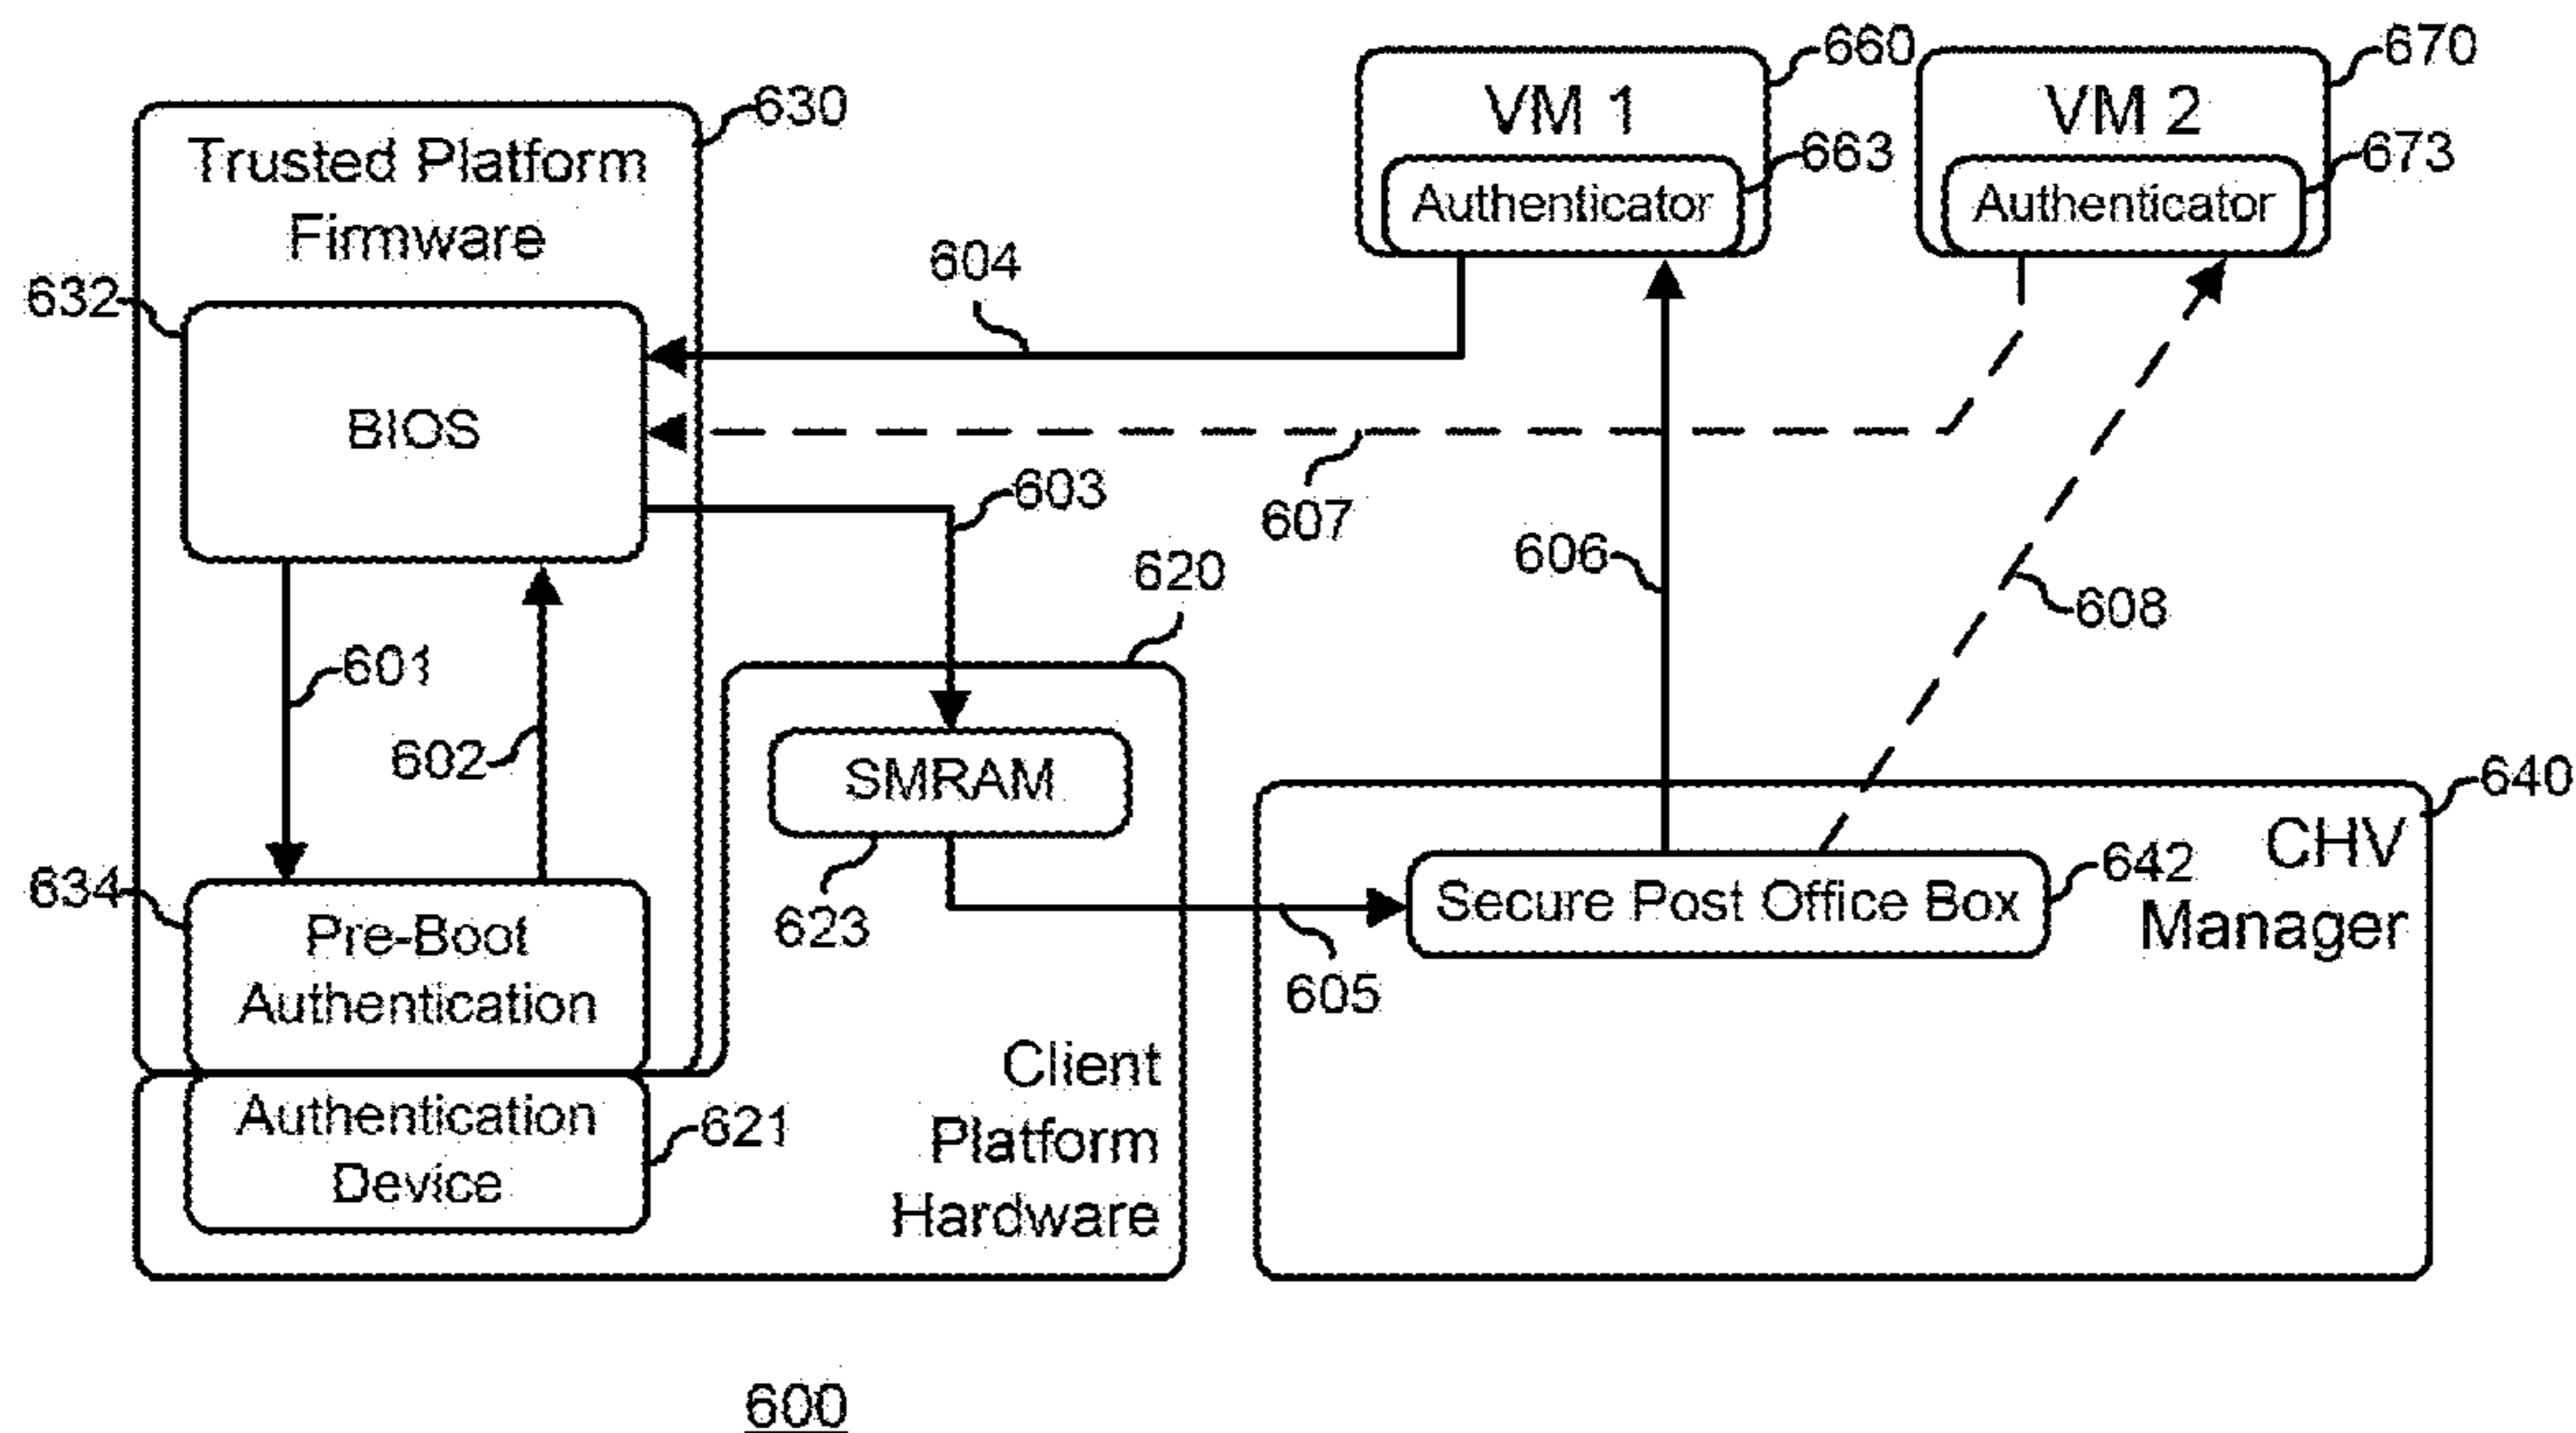 660
670
630
VM 1
VM 2
663
673
Trusted Platform
Firmware
Authenticator
Authenticator
604
632
BIOS
603
607
606
620
608
601
602
SMRAM
640
CHV
Manager
634
623
Secure Post Office Box
642
Pre-Boot
Authentication
605
Client
Platform
Hardware
Authentication
Device
621
600